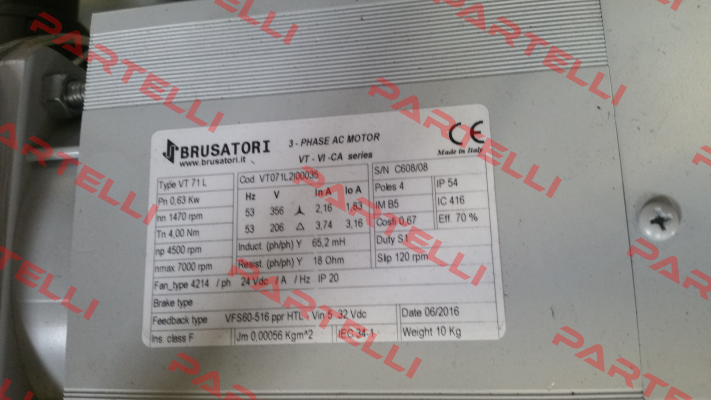 BRUSATORI
www.brusatori.it
3 - PHASE AC MOTOR
VT - VI -CA series
CE
Made in Italy
Type VT 71 L
Cod VT071L2I00035
S/N C608/08
Pn 0,63 Kw
Hz V In A Io A
Poles 4
IP 54
nn 1470 rpm
53 356 2,16 1,83
IM B5
IC 416
Tn 4,00 Nm
53 206 △ 3,74 3,16
Cosfi 0,67
Eff. 70 %
np 4500 rpm
Induct. (ph/ph) Y 65,2 mH
Duty S1
nmax 7000 rpm
Resist. (ph/ph) Y 18 Ohm
Slip 120 rpm
Fan_type 4214 / ph 24 Vdc / A / Hz IP 20
Brake type
Feedback type VFS60-516 ppr HTL - Vin 5 32 Vdc
Date 06/2016
Ins. class F
Jm 0,00056 Kgm^2
IEC 34-1
Weight 10 Kg
PARTELLI
PARTELLI
PARTELLI
PARTELLI
PARTELLI
PARTELLI